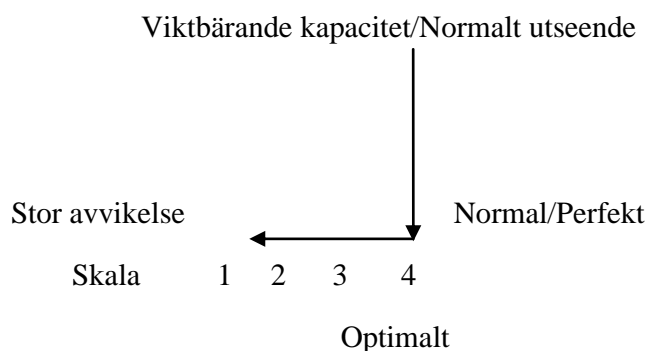 Viktbärande kapacitet/Normalt utseende
Stor avvikelse Normal/Perfekt
Skala 1 2 3 4
Optimalt